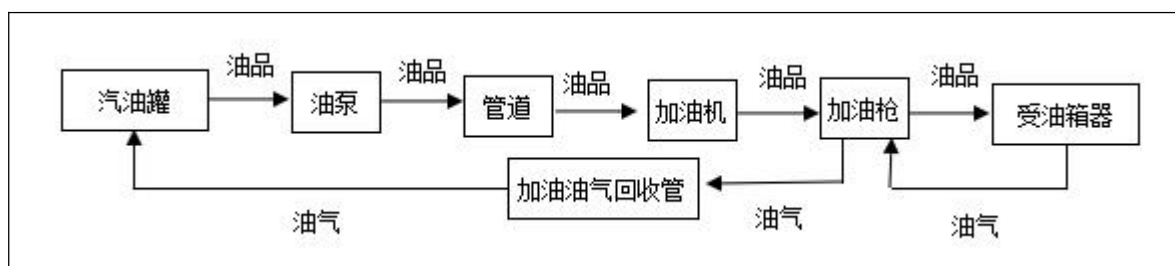 油品
油品
油品
油品
油品
汽油罐
油泵
管道
加油机
加油枪
受油箱器
加油油气回收管
油气
油气
油气